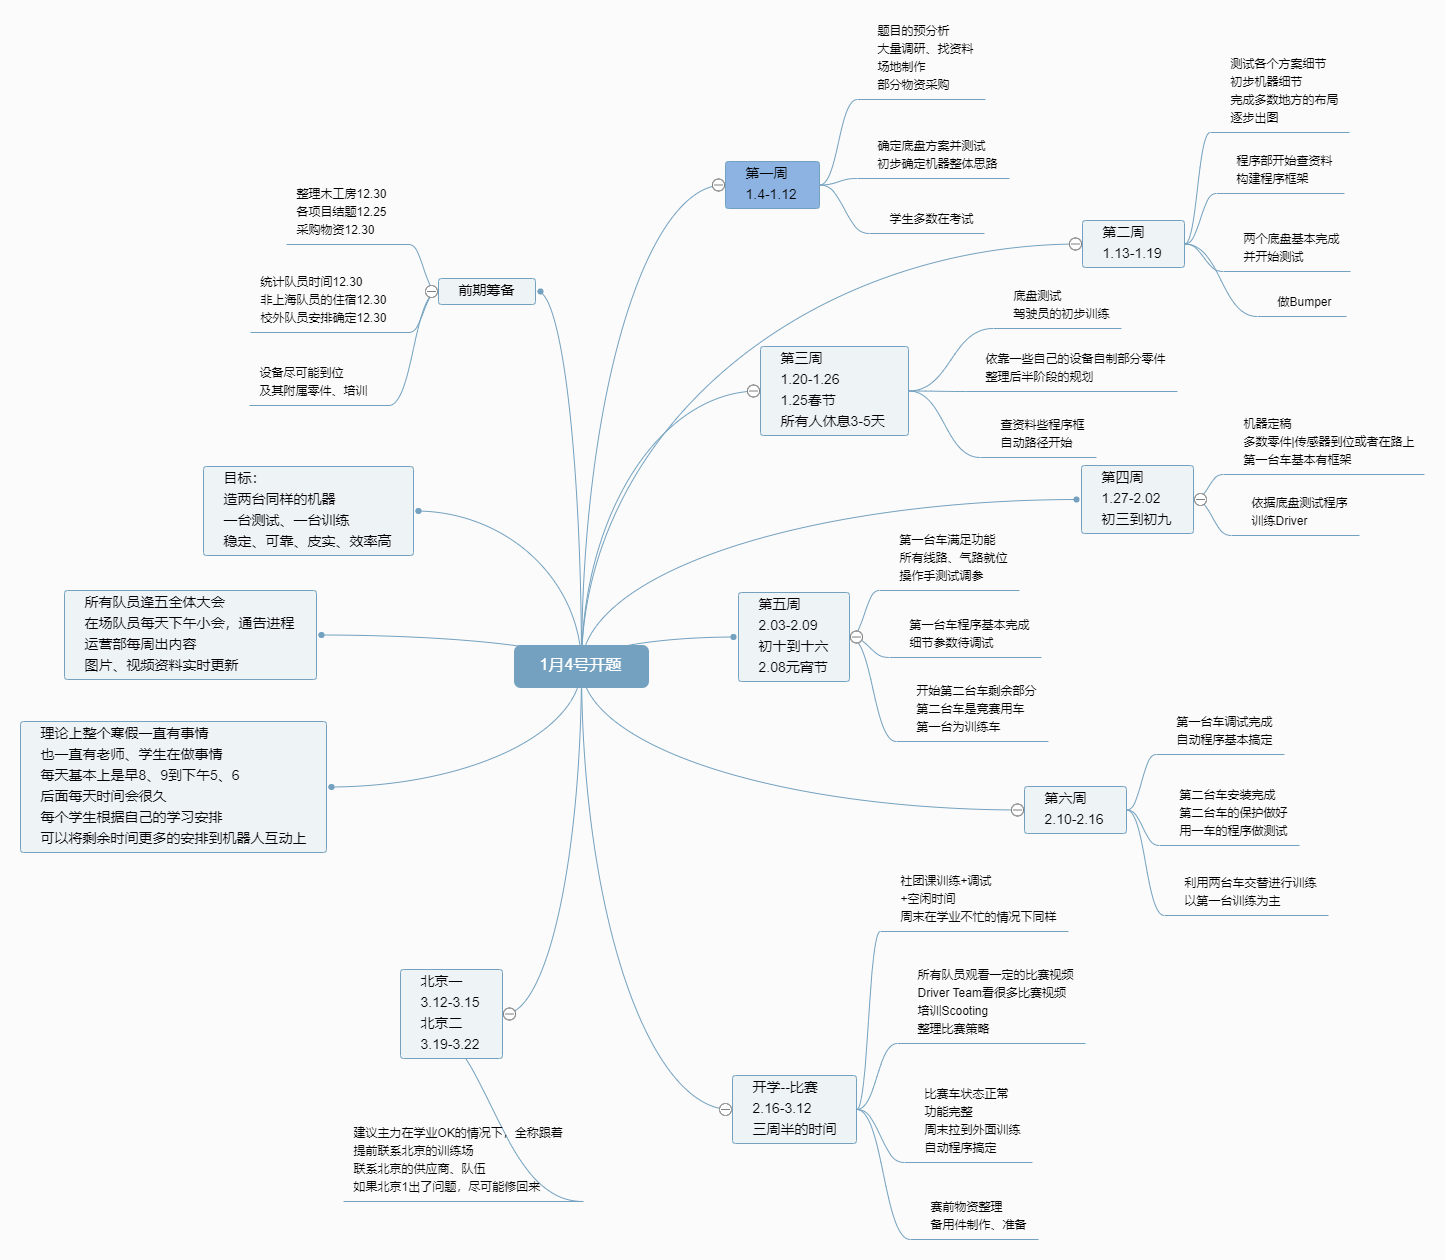 1月4号开题
前期筹备
整理木工房12.30
各项目结题12.25
采购物资12.30
统计队员时间12.30
非上海队员的住宿12.30
校外队员安排确定12.30
设备尽可能到位
及其附属零件、培训
目标：
造两台同样的机器
一台测试、一台训练
稳定、可靠、皮实、效率高
所有队员逢五全体大会
在场队员每天下午小会，通告进程
运营部每周出内容
图片、视频资料实时更新
理论上整个寒假一直有事情
也一直有老师、学生在做事情
每天基本上是早8、9到下午5、6
后面每天时间会很久
每个学生根据自己的学习安排
可以将剩余时间更多的安排到机器人互动上
北京一
3.12-3.15
北京二
3.19-3.22
建议主力在学业OK的情况下，全称跟着
提前联系北京的训练场
联系北京的供应商、队伍
如果北京1出了问题，尽可能修回来
第一周
1.4-1.12
题目的预分析
大量调研、找资料
场地制作
部分物资采购
确定底盘方案并测试
初步确定机器整体思路
学生多数在考试
第二周
1.13-1.19
测试各个方案细节
初步机器细节
完成多数地方的布局
逐步出图
程序部开始查资料
构建程序框架
两个底盘基本完成
并开始测试
做Bumper
第三周
1.20-1.26
1.25春节
所有人休息3-5天
底盘测试
驾驶员的初步训练
依靠一些自己的设备自制部分零件
整理后半阶段的规划
查资料些程序框
自动路径开始
第四周
1.27-2.02
初三到初九
机器定稿
多数零件|传感器到位或者在路上
第一台车基本有框架
依据底盘测试程序
训练Driver
第五周
2.03-2.09
初十到十六
2.08元宵节
第一台车满足功能
所有线路、气路就位
操作手测试调参
第一台车程序基本完成
细节参数待调试
开始第二台车剩余部分
第二台车是竞赛用车
第一台为训练车
第六周
2.10-2.16
第一台车调试完成
自动程序基本搞定
第二台车安装完成
第二台车的保护做好
用一车的程序做测试
利用两台车交替进行训练
以第一台训练为主
开学--比赛
2.16-3.12
三周半的时间
社团课训练+调试
+空闲时间
周末在学业不忙的情况下同样
所有队员观看一定的比赛视频
Driver Team看很多比赛视频
培训Scooting
整理比赛策略
比赛车状态正常
功能完整
周末拉到外面训练
自动程序搞定
赛前物资整理
备用件制作、准备